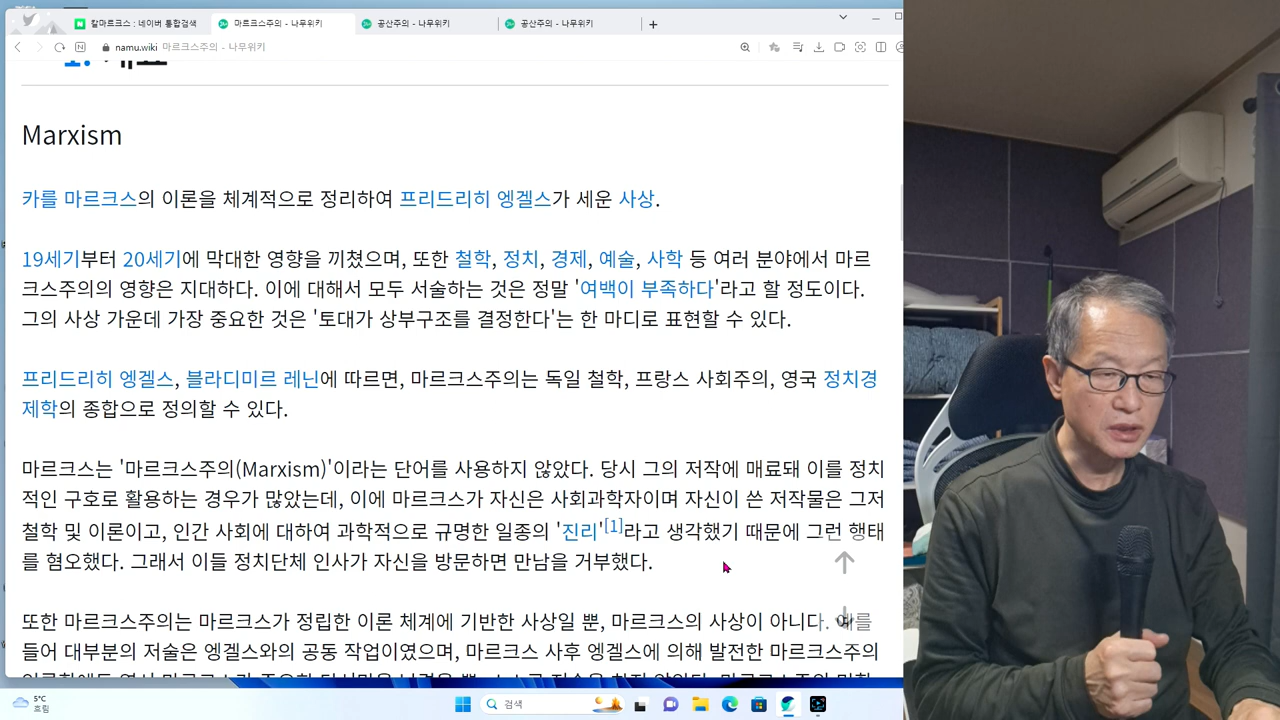 칼마르크스 : 네이버 통합검색
마르크스주의 - 나무위키
공산주의 - 나무위키
공산주의 - 나무위키
namu.wiki 마르크스주의 - 나무위키
Marxism
카를 마르크스의 이론을 체계적으로 정리하여 프리드리히 엥겔스가 세운 사상.
19세기부터 20세기에 막대한 영향을 끼쳤으며, 또한 철학, 정치, 경제, 예술, 사학 등 여러 분야에서 마르
크스주의의 영향은 지대하다. 이에 대해서 모두 서술하는 것은 정말 '여백이 부족하다'라고 할 정도이다.
그의 사상 가운데 가장 중요한 것은 '토대가 상부구조를 결정한다'는 한 마디로 표현할 수 있다.
프리드리히 엥겔스, 블라디미르 레닌에 따르면, 마르크스주의는 독일 철학, 프랑스 사회주의, 영국 정치경
제학의 종합으로 정의할 수 있다.
마르크스는 '마르크스주의(Marxism)'이라는 단어를 사용하지 않았다. 당시 그의 저작에 매료돼 이를 정치
적인 구호로 활용하는 경우가 많았는데, 이에 마르크스가 자신은 사회과학자이며 자신이 쓴 저작물은 그저
철학 및 이론이고, 인간 사회에 대하여 과학적으로 규명한 일종의 '진리'[1]라고 생각했기 때문에 그런 행태
를 혐오했다. 그래서 이들 정치단체 인사가 자신을 방문하면 만남을 거부했다.
또한 마르크스주의는 마르크스가 정립한 이론 체계에 기반한 사상일 뿐, 마르크스의 사상이 아니다. 예를
들어 대부분의 저술은 엥겔스와의 공동 작업이였으며, 마르크스 사후 엥겔스에 의해 발전한 마르크스주의
5°C
흐림
검색